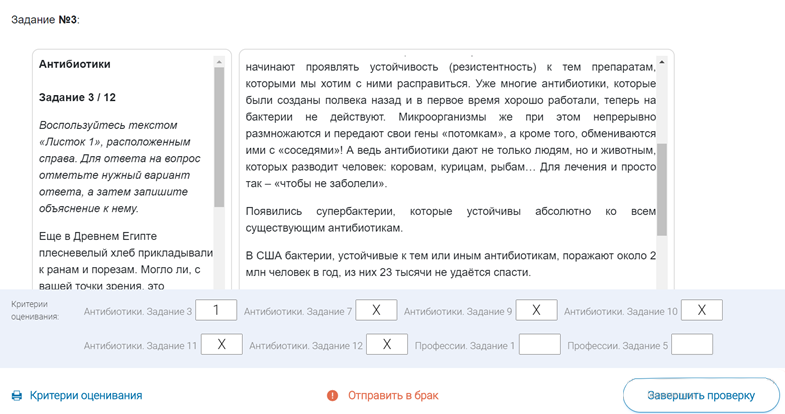 Задание №3:
Антибиотики
Задание 3 / 12
Воспользуйтесь текстом
«Листок 1», расположенным
справа. Для ответа на вопрос
отметьте нужный вариант
ответа, а затем запишите
объяснение к нему.
Еще в Древнем Египте
плесневелый хлеб прикладывали
к ранам и порезам. Могло ли, с
вашей точки зрения, это
начинают проявлять устойчивость (резистентность) к тем препаратам,
которыми мы хотим с ними расправиться. Уже многие антибиотики, которые
были созданы полвека назад и в первое время хорошо работали, теперь на
бактерии не действуют. Микроорганизмы же при этом непрерывно
размножаются и передают свои гены «потомкам», а кроме того, обмениваются
ими с «соседями»! А ведь антибиотики дают не только людям, но и животным,
которых разводит человек: коровам, курицам, рыбам... Для лечения и просто
так – «чтобы не заболели».
Появились супербактерии, которые устойчивы абсолютно ко всем
существующим антибиотикам.
В США бактерии, устойчивые к тем или иным антибиотикам, поражают около 2
млн человек в год, из них 23 тысячи не удаётся спасти.
Критерии
оценивания:
Антибиотики. Задание 3 1 Антибиотики. Задание 7 X Антибиотики. Задание 9 X Антибиотики. Задание 10 X
Антибиотики. Задание 11 X Антибиотики. Задание 12 X Профессии. Задание 1 Профессии. Задание 5
Критерии оценивания
Отправить в брак
Завершить проверку